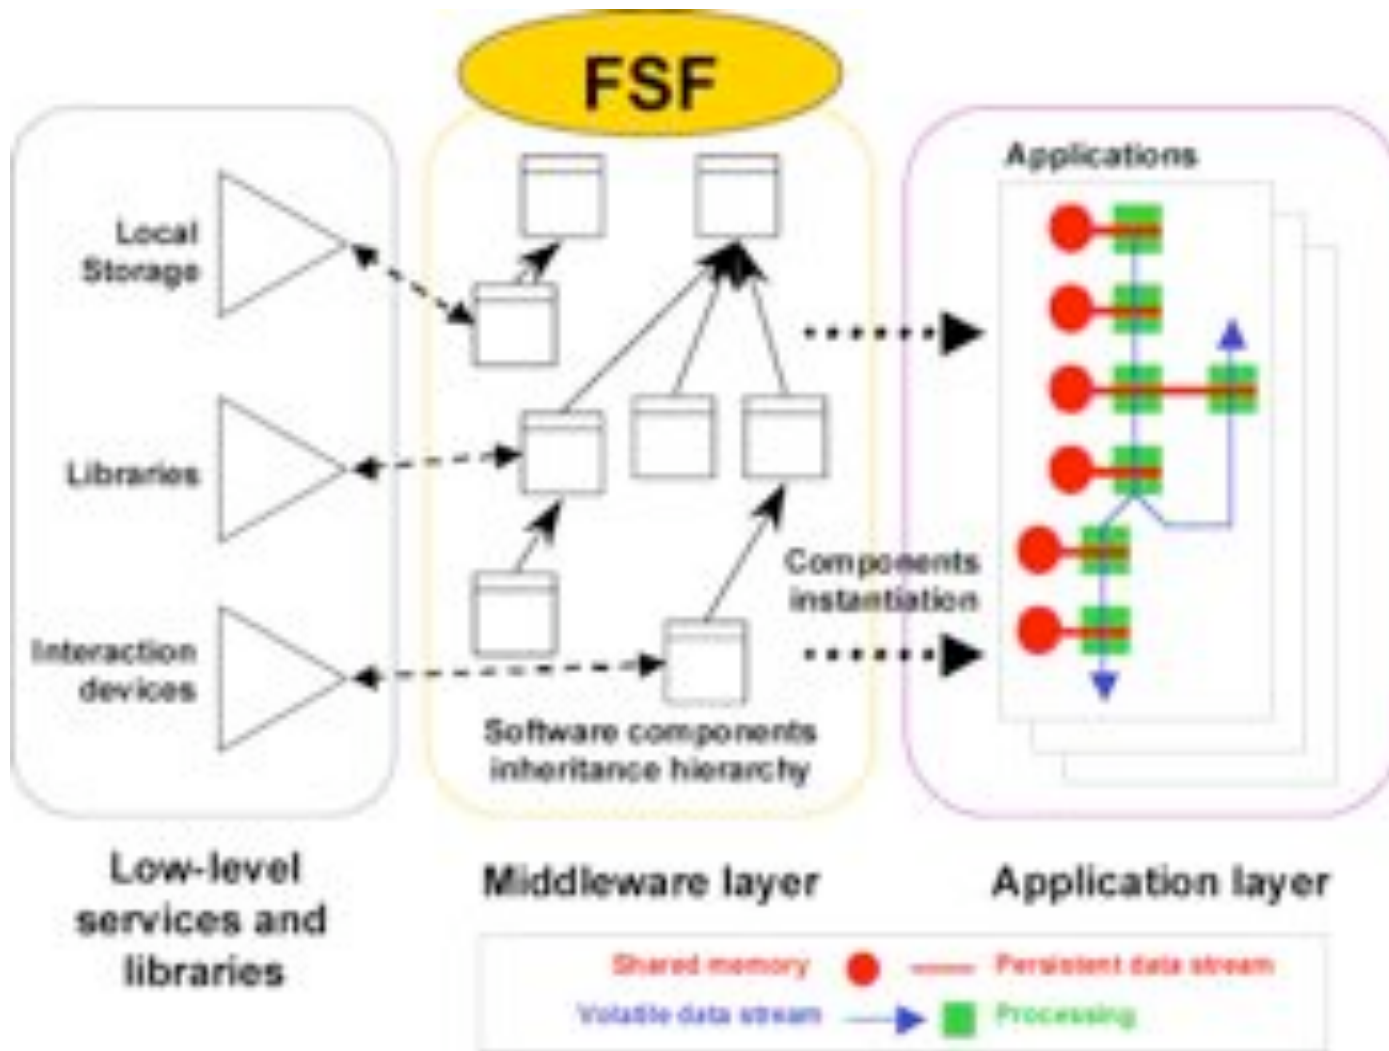 FSF
Applications
Local
Storage
Libraries
Components
instantiation
Interaction
devices
Software components
inheritance hierarchy
Low-level
services and
libraries
Middleware layer
Application layer
Shared memory
Persistent data stream
Volatile data stream
Processing